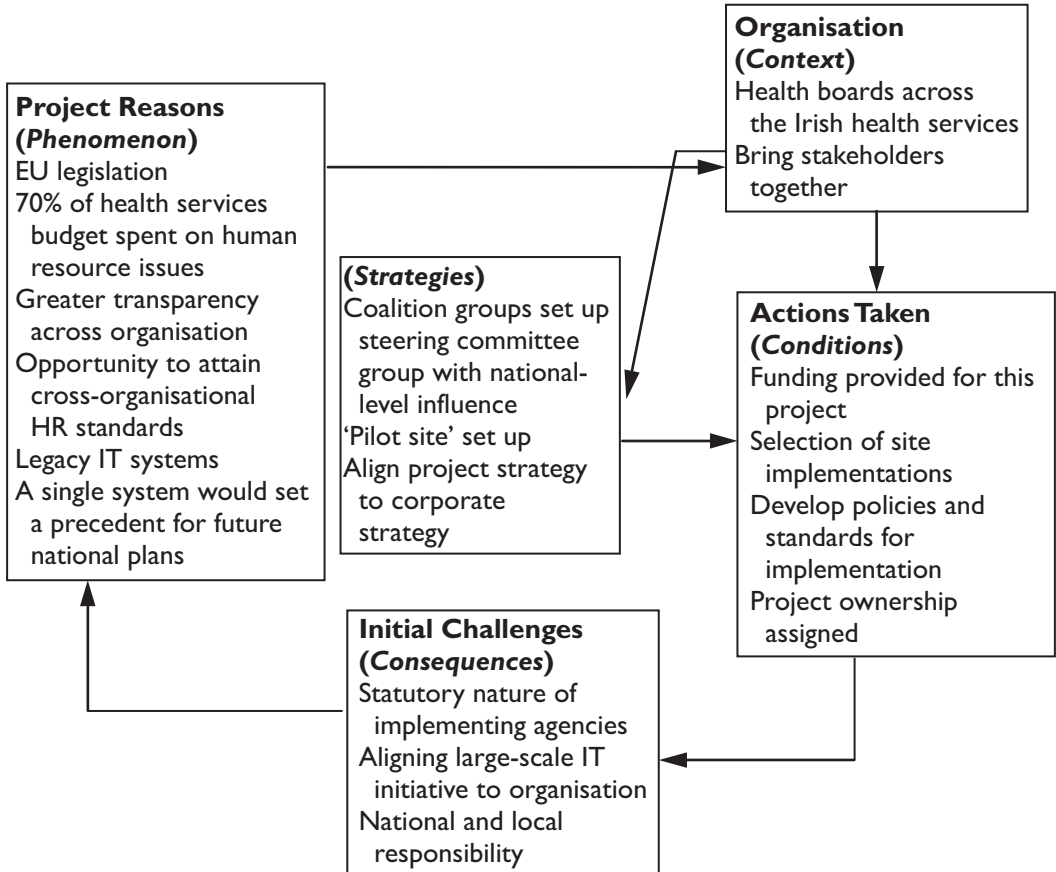 Project Reasons
(Phenomenon)
EU legislation
70% of health services
budget spent on human
resource issues
Greater transparency
across organisation
Opportunity to attain
cross-organisational
HR standards
Legacy IT systems
A single system would set
a precedent for future
national plans
Organisation
(Context)
Health boards across
the Irish health services
Bring stakeholders
together
(Strategies)
Coalition groups set up
steering committee
group with national-
level influence
‘Pilot site’ set up
Align project strategy
to corporate
strategy
Actions Taken
(Conditions)
Funding provided for this
project
Selection of site
implementations
Develop policies and
standards for
implementation
Project ownership
assigned
Initial Challenges
(Consequences)
Statutory nature of
implementing agencies
Aligning large-scale IT
initiative to organisation
National and local
responsibility